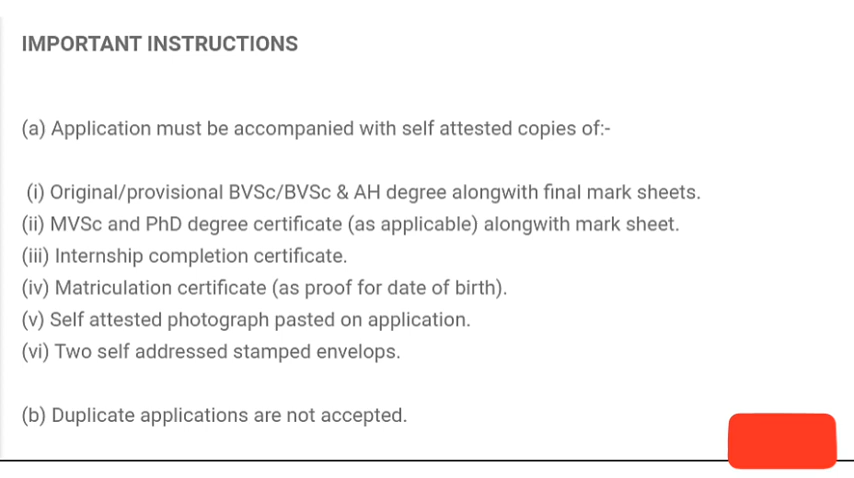 IMPORTANT INSTRUCTIONS
(a) Application must be accompanied with self attested copies of:-
(i) Original/provisional BVSc/BVSc & AH degree alongwith final mark sheets.
(ii) MVSc and PhD degree certificate (as applicable) alongwith mark sheet.
(iii) Internship completion certificate.
(iv) Matriculation certificate (as proof for date of birth).
(v) Self attested photograph pasted on application.
(vi) Two self addressed stamped envelops.
(b) Duplicate applications are not accepted.